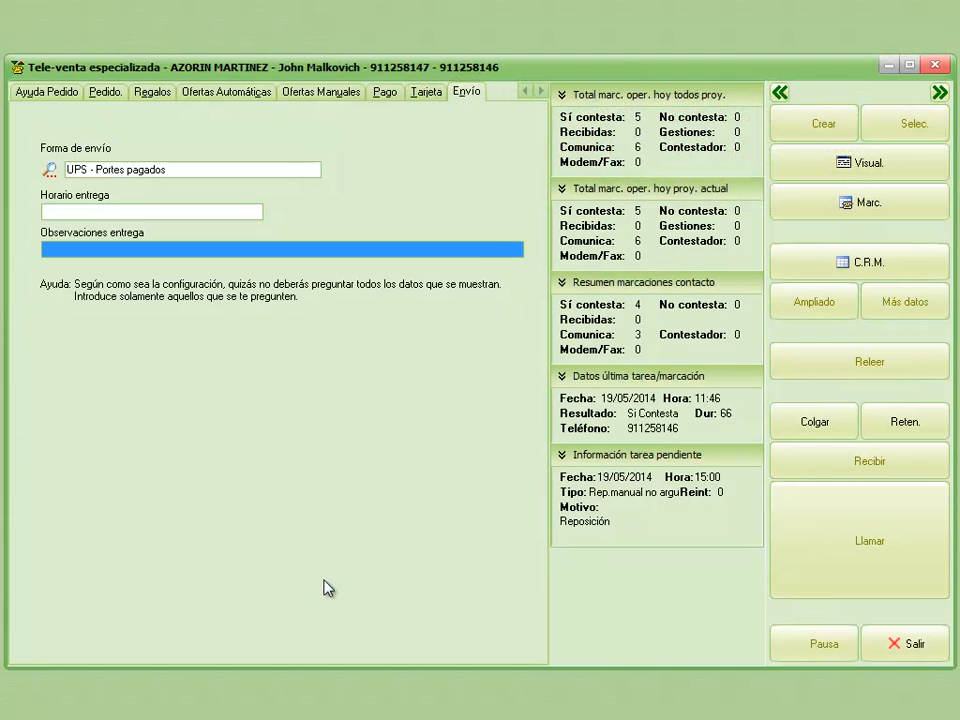 Tele-venta especializada - AZORIN MARTINEZ - John Malkovich - 911258147 - 911258146
Ayuda Pedido Pedido. Regalos Ofertas Automáticas Ofertas Manuales Pago Tarjeta Envío
Forma de envío
UPS - Portes pagados
Horario entrega
Observaciones entrega
Ayuda: Según como sea la configuración, quizás no deberás preguntar todos los datos que se muestran.
Introduce solamente aquellos que se te pregunten.
Total marc. oper. hoy todos proy.
Sí contesta: 5 No contesta: 0
Recibidas: 0 Gestiones: 0
Comunica: 6 Contestador: 0
Modem/Fax: 0
Total marc. oper. hoy proy. actual
Sí contesta: 5 No contesta: 0
Recibidas: 0 Gestiones: 0
Comunica: 6 Contestador: 0
Modem/Fax: 0
Resumen marcaciones contacto
Sí contesta: 4 No contesta: 0
Recibidas: 0
Comunica: 3 Contestador: 0
Modem/Fax: 0
Datos última tarea/marcación
Fecha: 19/05/2014 Hora: 11:46
Resultado: Si Contesta Dur: 66
Teléfono: 911258146
Información tarea pendiente
Fecha: 19/05/2014 Hora: 15:00
Tipo: Rep.manual no argu Reint: 0
Motivo:
Reposición
Crear Selec.
Visual.
Marc.
C.R.M.
Ampliado Más datos
Releer
Colgar Reten.
Recibir
Llamar
Pausa Salir